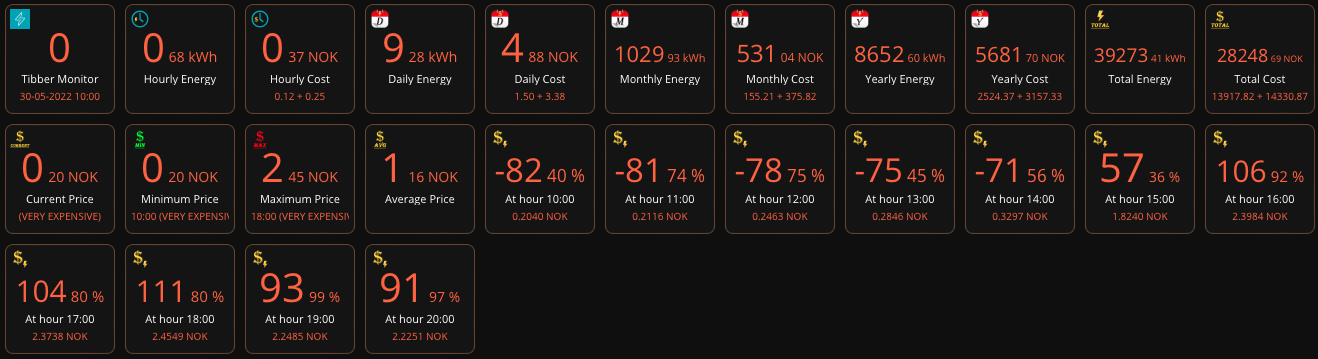 0
Tibber Monitor
30-05-2022 10:00
0 68 kWh
Hourly Energy
$
0 37 NOK
Hourly Cost
0.12 + 0.25
D
9 28 kWh
Daily Energy
D
4 88 NOK
Daily Cost
1.50 + 3.38
M
1029 93 kWh
Monthly Energy
M
531 04 NOK
Monthly Cost
155.21 + 375.82
Y
8652 60 kWh
Yearly Energy
Y
5681 70 NOK
Yearly Cost
2524.37 + 3157.33
TOTAL
39273 41 kWh
Total Energy
$
TOTAL
28248 69 NOK
Total Cost
13917.82 + 14330.87
$
CURRENT
0 20 NOK
Current Price
(VERY EXPENSIVE)
$
MIN
0 20 NOK
Minimum Price
10:00 (VERY EXPENSI
$
MAX
2 45 NOK
Maximum Price
18:00 (VERY EXPENSI
$
AVG
1 16 NOK
Average Price
$
-82 40 %
At hour 10:00
0.2040 NOK
$
-81 74 %
At hour 11:00
0.2116 NOK
$
-78 75 %
At hour 12:00
0.2463 NOK
$
-75 45 %
At hour 13:00
0.2846 NOK
$
-71 56 %
At hour 14:00
0.3297 NOK
$
57 36 %
At hour 15:00
1.8240 NOK
$
106 92 %
At hour 16:00
2.3984 NOK
$
104 80 %
At hour 17:00
2.3738 NOK
$
111 80 %
At hour 18:00
2.4549 NOK
$
93 99 %
At hour 19:00
2.2485 NOK
$
91 97 %
At hour 20:00
2.2251 NOK